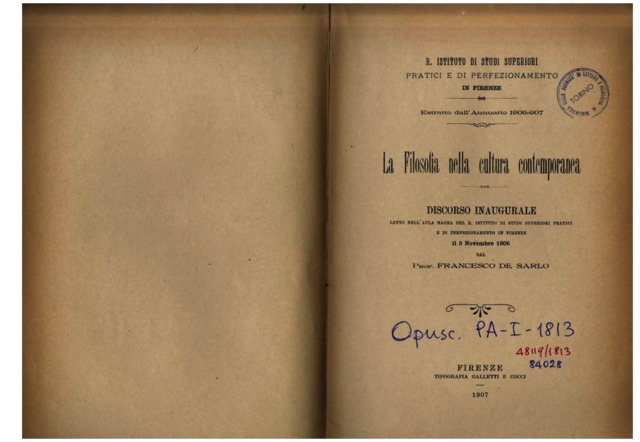 R. ISTITUTO DI STUDI SUPERIORI
PRATICI E DI PERFEZIONAMENTO
IN FIRENZE
Estratto dall'Annuario 1906-907
TORINO
La Filosofia nella cultura contemporanea
DISCORSO INAUGURALE
LETTO NELL'AULA MAGNA DEL R. ISTITUTO DI STUDI SUPERIORI PRATICI
E DI PERFEZIONAMENTO IN FIRENZE
il 3 Novembre 1906
DAL
PROF. FRANCESCO DE SARLO
Opusc. PA-I-1813
48119/1813
84028
FIRENZE
TIPOGRAFIA GALLETTI E COCCI
1907